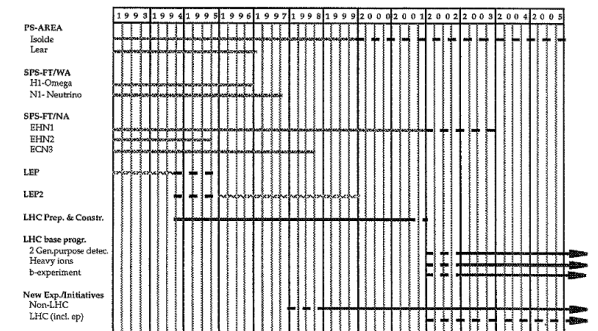 1993 1994 1995 1996 1997 1998 1999 2000 2001 2002 2003 2004 2005
PS-AREA
Isolde
Lear
SPS-FT/WA
H1-Omega
N1- Neutrino
SPS-FT/NA
EHN1
EHN2
ECN3
LEP
LEP2
LHC Prep. & Constr.
LHC base progr.
2 Gen.purpose detec.
Heavy ions
b-experiment
New Exp./Initiatives
Non-LHC
LHC (incl. ep)